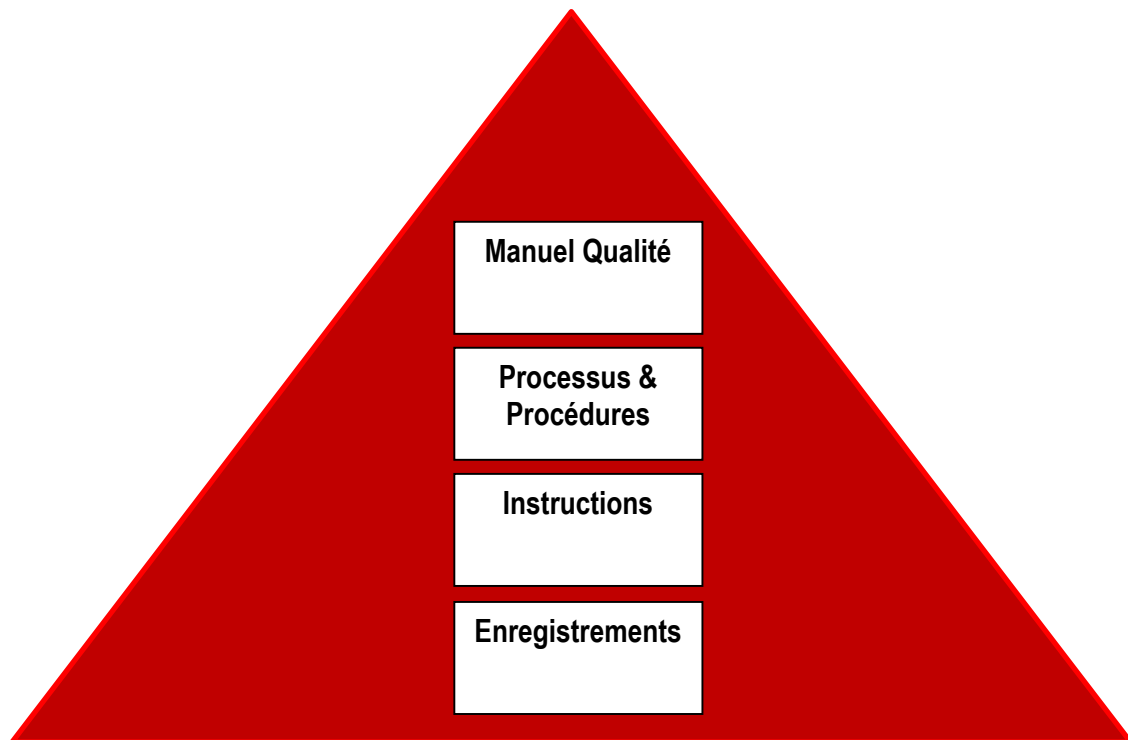 Manuel Qualité
Processus &
Procédures
Instructions
Enregistrements